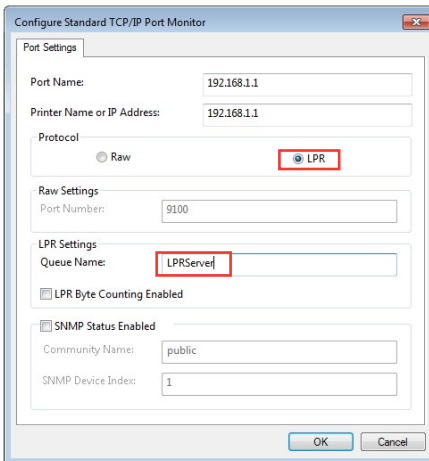 Configure Standard TCP/IP Port Monitor
Port Settings
Port Name: 192.168.1.1
Printer Name or IP Address: 192.168.1.1
Protocol
Raw LPR
Raw Settings
Port Number: 9100
LPR Settings
Queue Name: LPRServer
LPR Byte Counting Enabled
SNMP Status Enabled
Community Name: public
SNMP Device Index: 1
OK Cancel